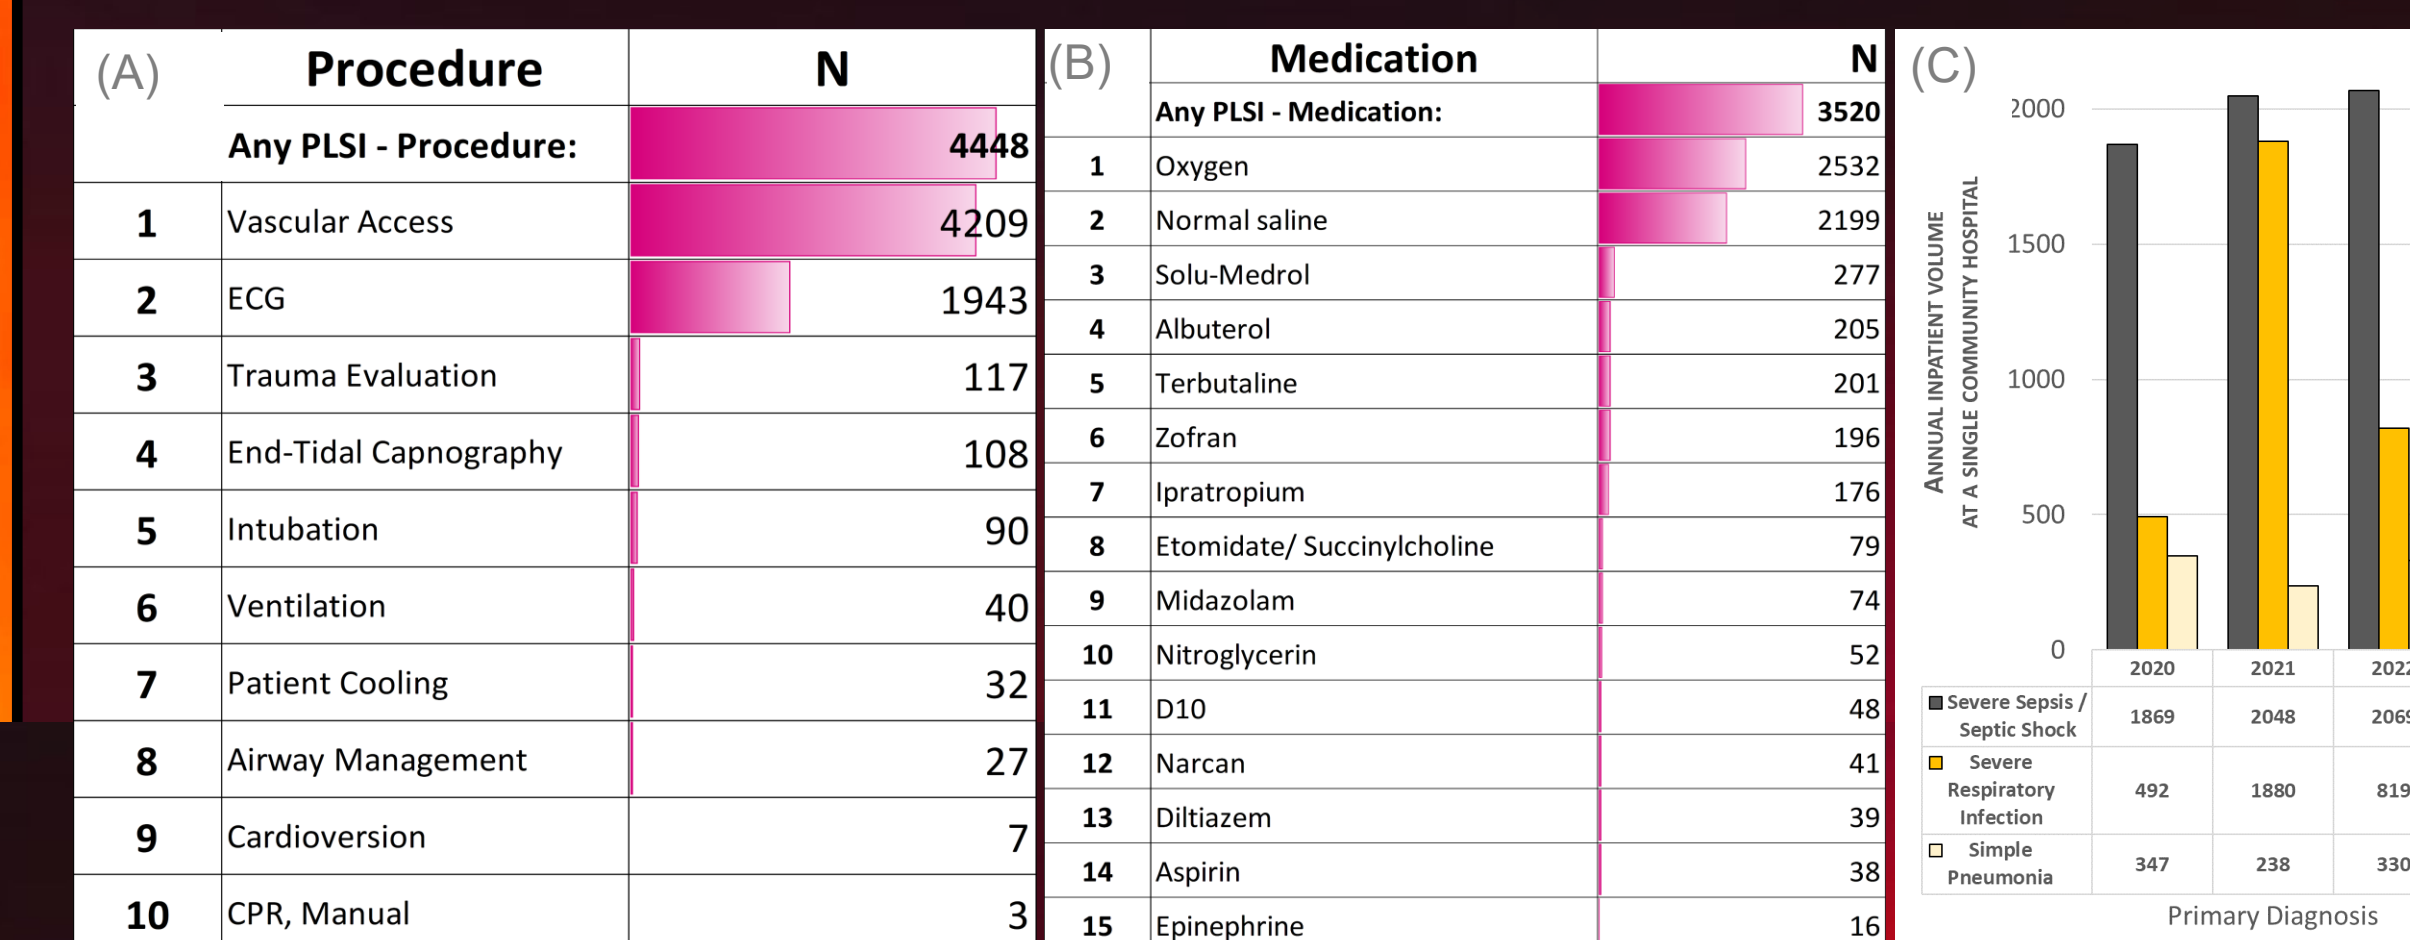 (A) Procedure N
Any PLSI - Procedure: 4448
1 Vascular Access 4209
2 ECG 1943
3 Trauma Evaluation 117
4 End-Tidal Capnography 108
5 Intubation 90
6 Ventilation 40
7 Patient Cooling 32
8 Airway Management 27
9 Cardioversion 7
10 CPR, Manual 3
(B) Medication N
Any PLSI - Medication: 3520
1 Oxygen 2532
2 Normal saline 2199
3 Solu-Medrol 277
4 Albuterol 205
5 Terbutaline 201
6 Zofran 196
7 Ipratropium 176
8 Etomidate/ Succinylcholine 79
9 Midazolam 74
10 Nitroglycerin 52
11 D10 48
12 Narcan 41
13 Diltiazem 39
14 Aspirin 38
15 Epinephrine 16
(C)
ANNUAL INPATIENT VOLUME
AT A SINGLE COMMUNITY HOSPITAL
2000
1500
1000
500
0
2020 2021 2022
Severe Sepsis /
Septic Shock 1869 2048 2069
Severe
Respiratory 492 1880 819
Infection
Simple
Pneumonia 347 238 330
Primary Diagnosis